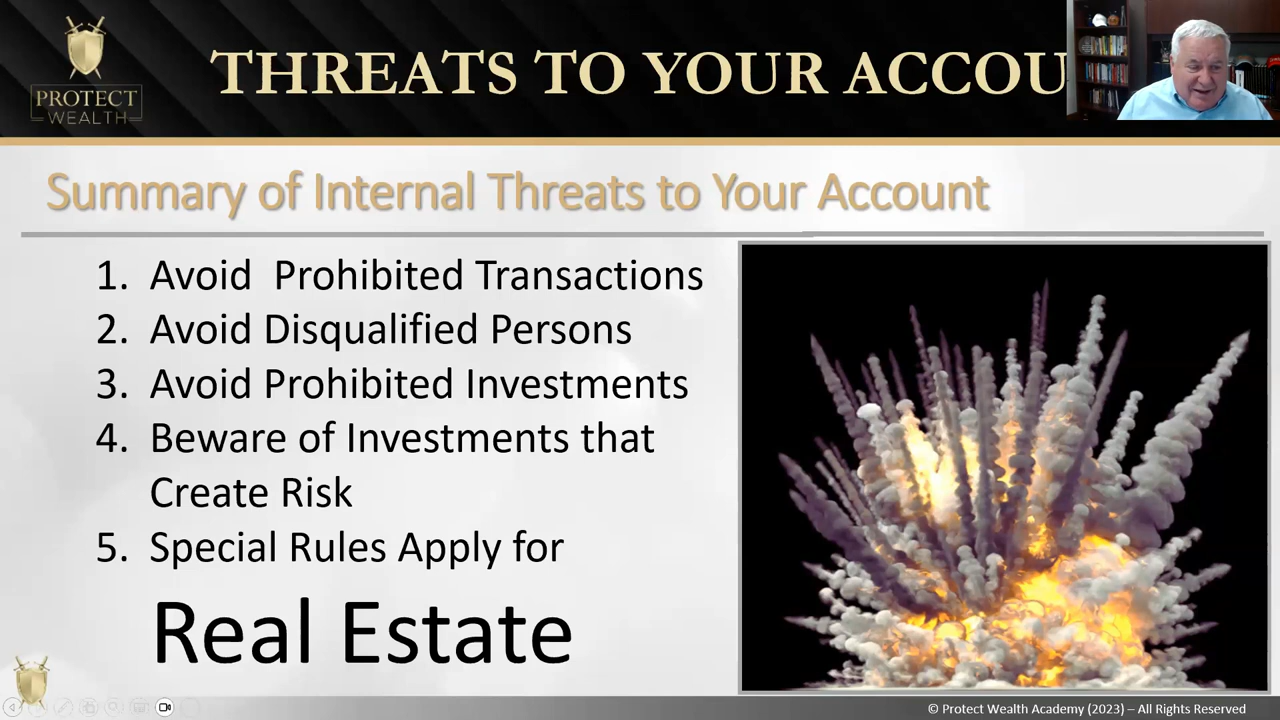 PROTECT
WEALTH
THREATS TO YOUR ACCOU
Summary of Internal Threats to Your Account
1. Avoid  Prohibited Transactions
2. Avoid Disqualified Persons
3. Avoid Prohibited Investments
4. Beware of Investments that
Create Risk
5. Special Rules Apply for
Real Estate
© Protect Wealth Academy (2023) – All Rights Reserved